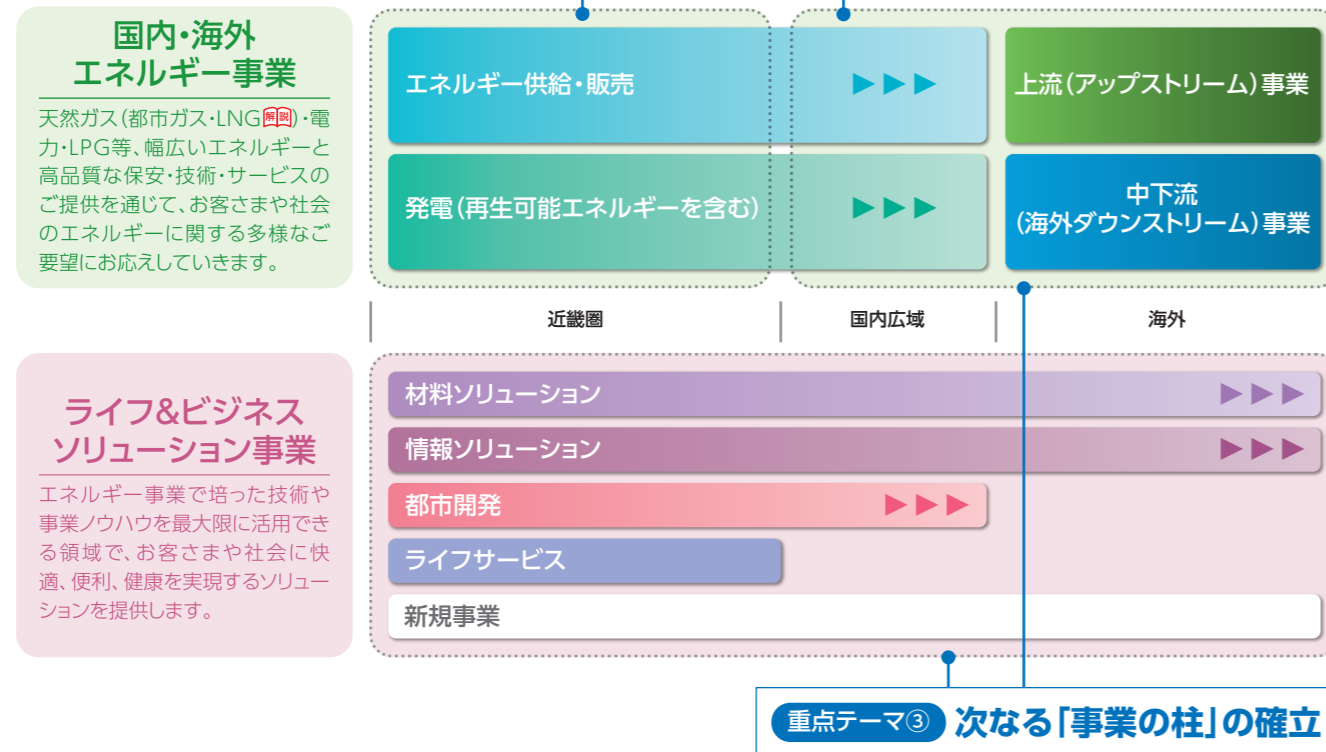 国内・海外
エネルギー事業
天然ガス(都市ガス・LNG解説)・電
力・LPG等、幅広いエネルギーと
高品質な保安・技術・サービスの
ご提供を通じて、お客さまや社会
のエネルギーに関する多様なご
要望にお応えしていきます。
エネルギー供給・販売 ▶▶▶
上流(アップストリーム)事業
発電(再生可能エネルギーを含む) ▶▶▶
中下流
(海外ダウンストリーム)事業
近畿圏
国内広域
海外
ライフ&ビジネス
ソリューション事業
エネルギー事業で培った技術や
事業ノウハウを最大限に活用でき
る領域で、お客さまや社会に快
適、便利、健康を実現するソリュー
ションを提供します。
材料ソリューション ▶▶▶
情報ソリューション ▶▶▶
都市開発 ▶▶▶
ライフサービス
新規事業
重点テーマ③ 次なる「事業の柱」の確立